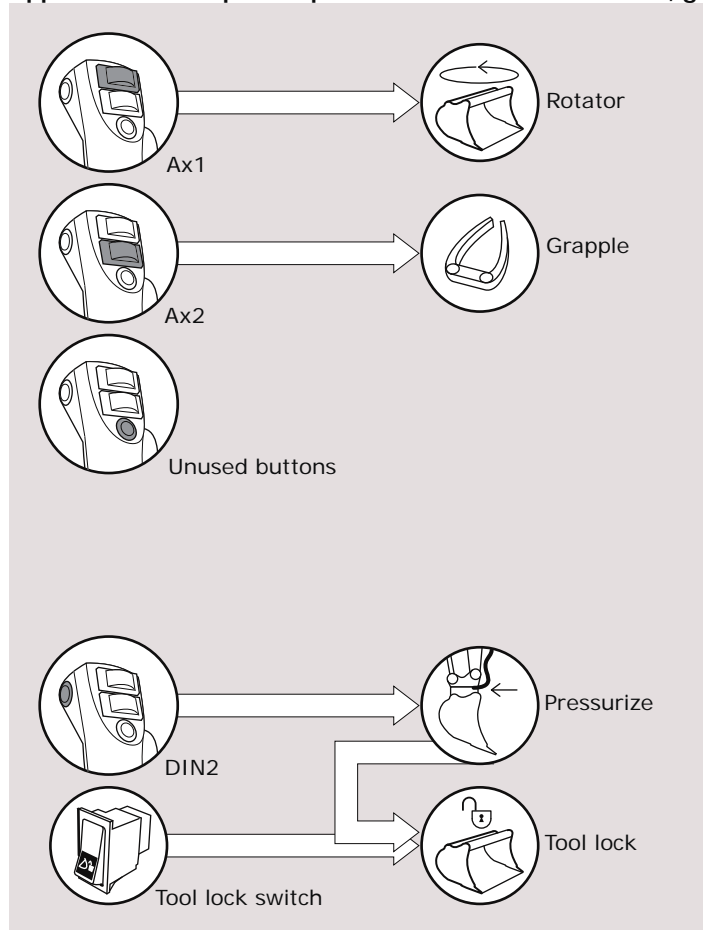 Ax1
Rotator
Ax2
Grapple
Unused buttons
DIN2
Pressurize
Tool lock switch
Tool lock